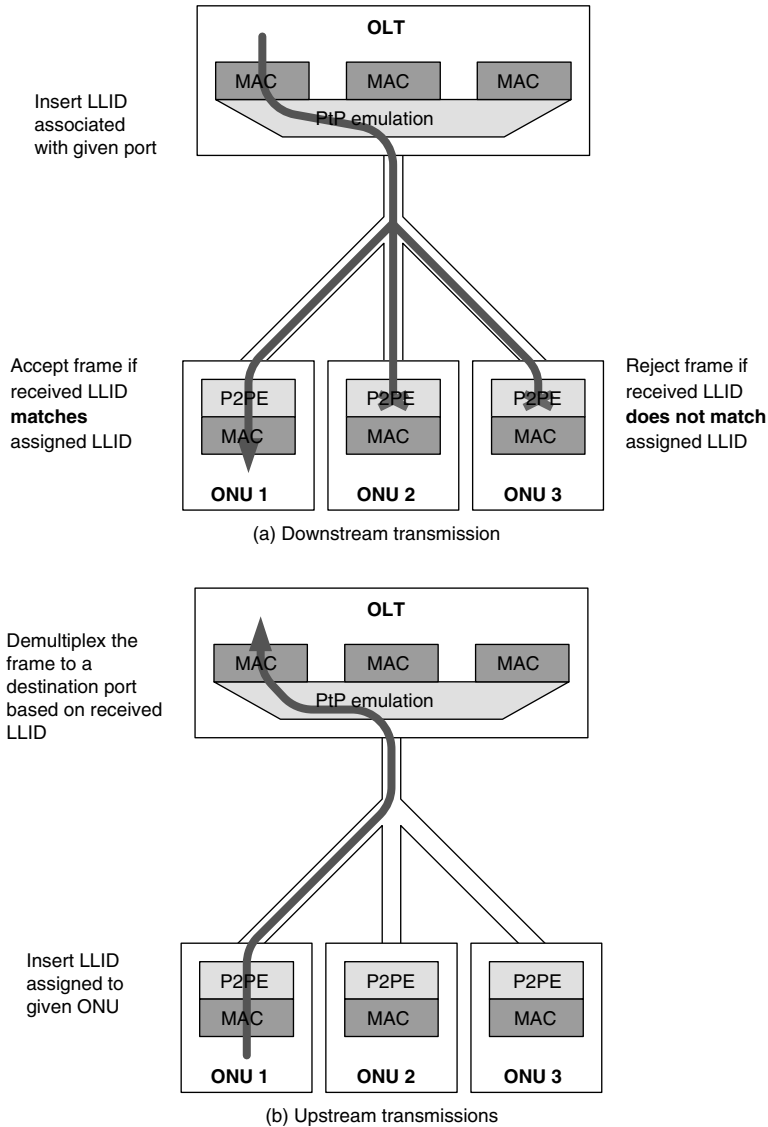 OLT
MAC MAC MAC
PtP emulation
Insert LLID
associated
with given port
Accept frame if
received LLID
matches
assigned LLID
P2PE P2PE P2PE
MAC MAC MAC
ONU 1 ONU 2 ONU 3
Reject frame if
received LLID
does not match
assigned LLID
(a) Downstream transmission
OLT
MAC MAC MAC
PtP emulation
Demultiplex the
frame to a
destination port
based on received
LLID
Insert LLID
assigned to
given ONU
P2PE P2PE P2PE
MAC MAC MAC
ONU 1 ONU 2 ONU 3
(b) Upstream transmissions